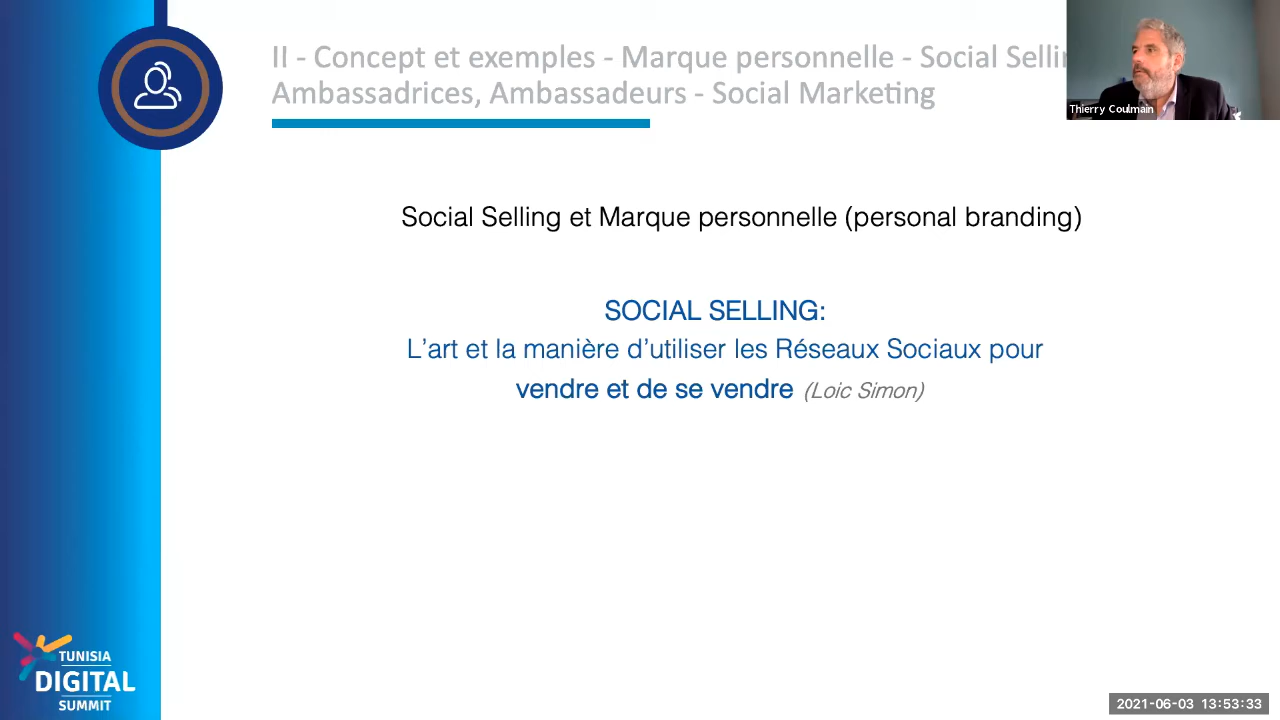 II - Concept et exemples - Marque personnelle - Social
Ambassadrices, Ambassadeurs - Social Marketing
Thierry Coulmain
Social Selling et Marque personnelle (personal branding)
SOCIAL SELLING:
L’art et la manière d’utiliser les Réseaux Sociaux pour
vendre et de se vendre (Loic Simon)
TUNISIA
DIGITAL
SUMMIT
2021-06-03 13:53:33